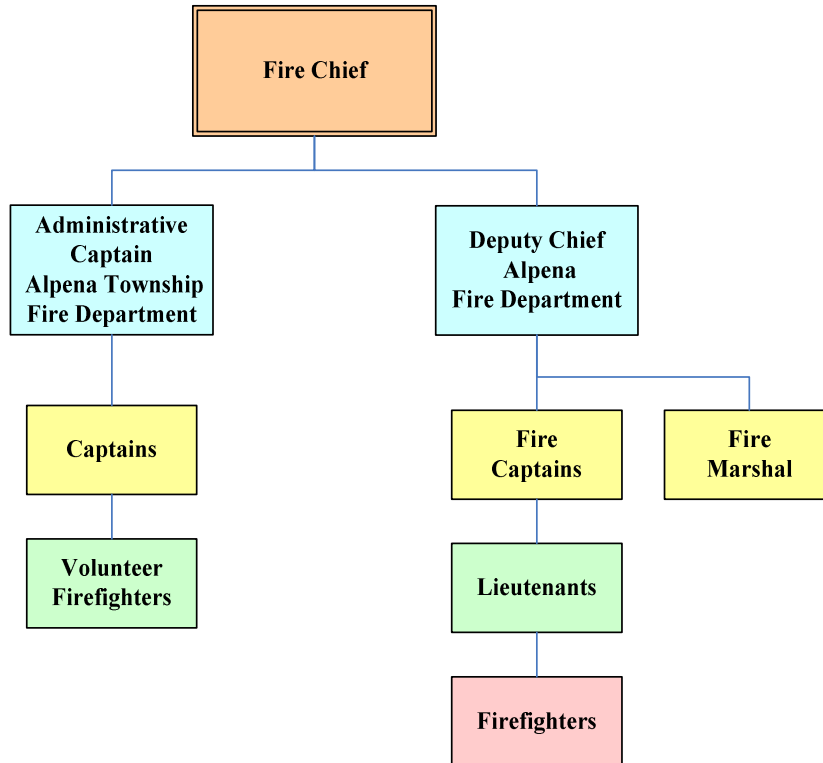 Fire Chief
Administrative
Captain
Alpena Township
Fire Department
Deputy Chief
Alpena
Fire Department
Captains
Fire
Captains
Fire
Marshal
Volunteer
Firefighters
Lieutenants
Firefighters